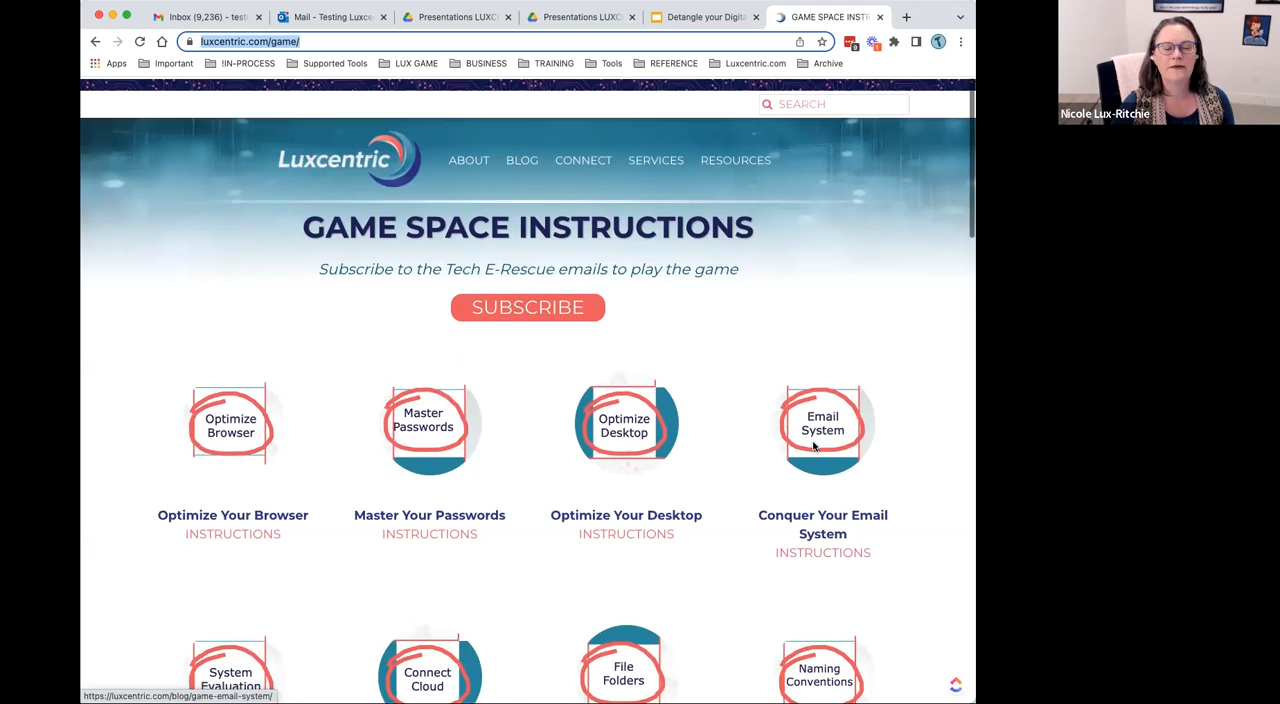 Inbox (9,236) - testi
Mail - Testing Luxce
Presentations LUXC
Presentations LUXC
Detangle your Digita
GAME SPACE INSTR
luxcentric.com/game/
9
1
Apps
Important
!IN-PROCESS
Supported Tools
LUX GAME
BUSINESS
TRAINING
Tools
REFERENCE
Luxcentric.com
Archive
SEARCH
Luxcentric
ABOUT
BLOG
CONNECT
SERVICES
RESOURCES
GAME SPACE INSTRUCTIONS
Subscribe to the Tech E-Rescue emails to play the game
SUBSCRIBE
Optimize
Browser
Master
Passwords
Optimize
Desktop
Email
System
Optimize Your Browser
INSTRUCTIONS
Master Your Passwords
INSTRUCTIONS
Optimize Your Desktop
INSTRUCTIONS
Conquer Your Email
System
INSTRUCTIONS
System
Evaluation
Connect
Cloud
File
Folders
Naming
Conventions
https://luxcentric.com/blog/game-email-system/
Nicole Lux-Ritchie